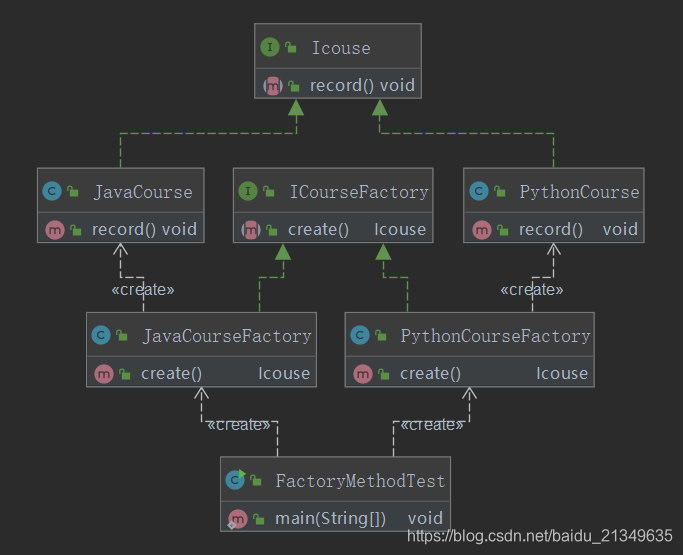 Icouse
record() void
JavaCourse
ICourseFactory
PythonCourse
record() void
create() Icouse
record() void
«create»
«create»
JavaCourseFactory
PythonCourseFactory
create() Icouse
create() Icouse
«create»
«create»
FactoryMethodTest
main(String[]) void
https://blog.csdn.net/baidu_21349635